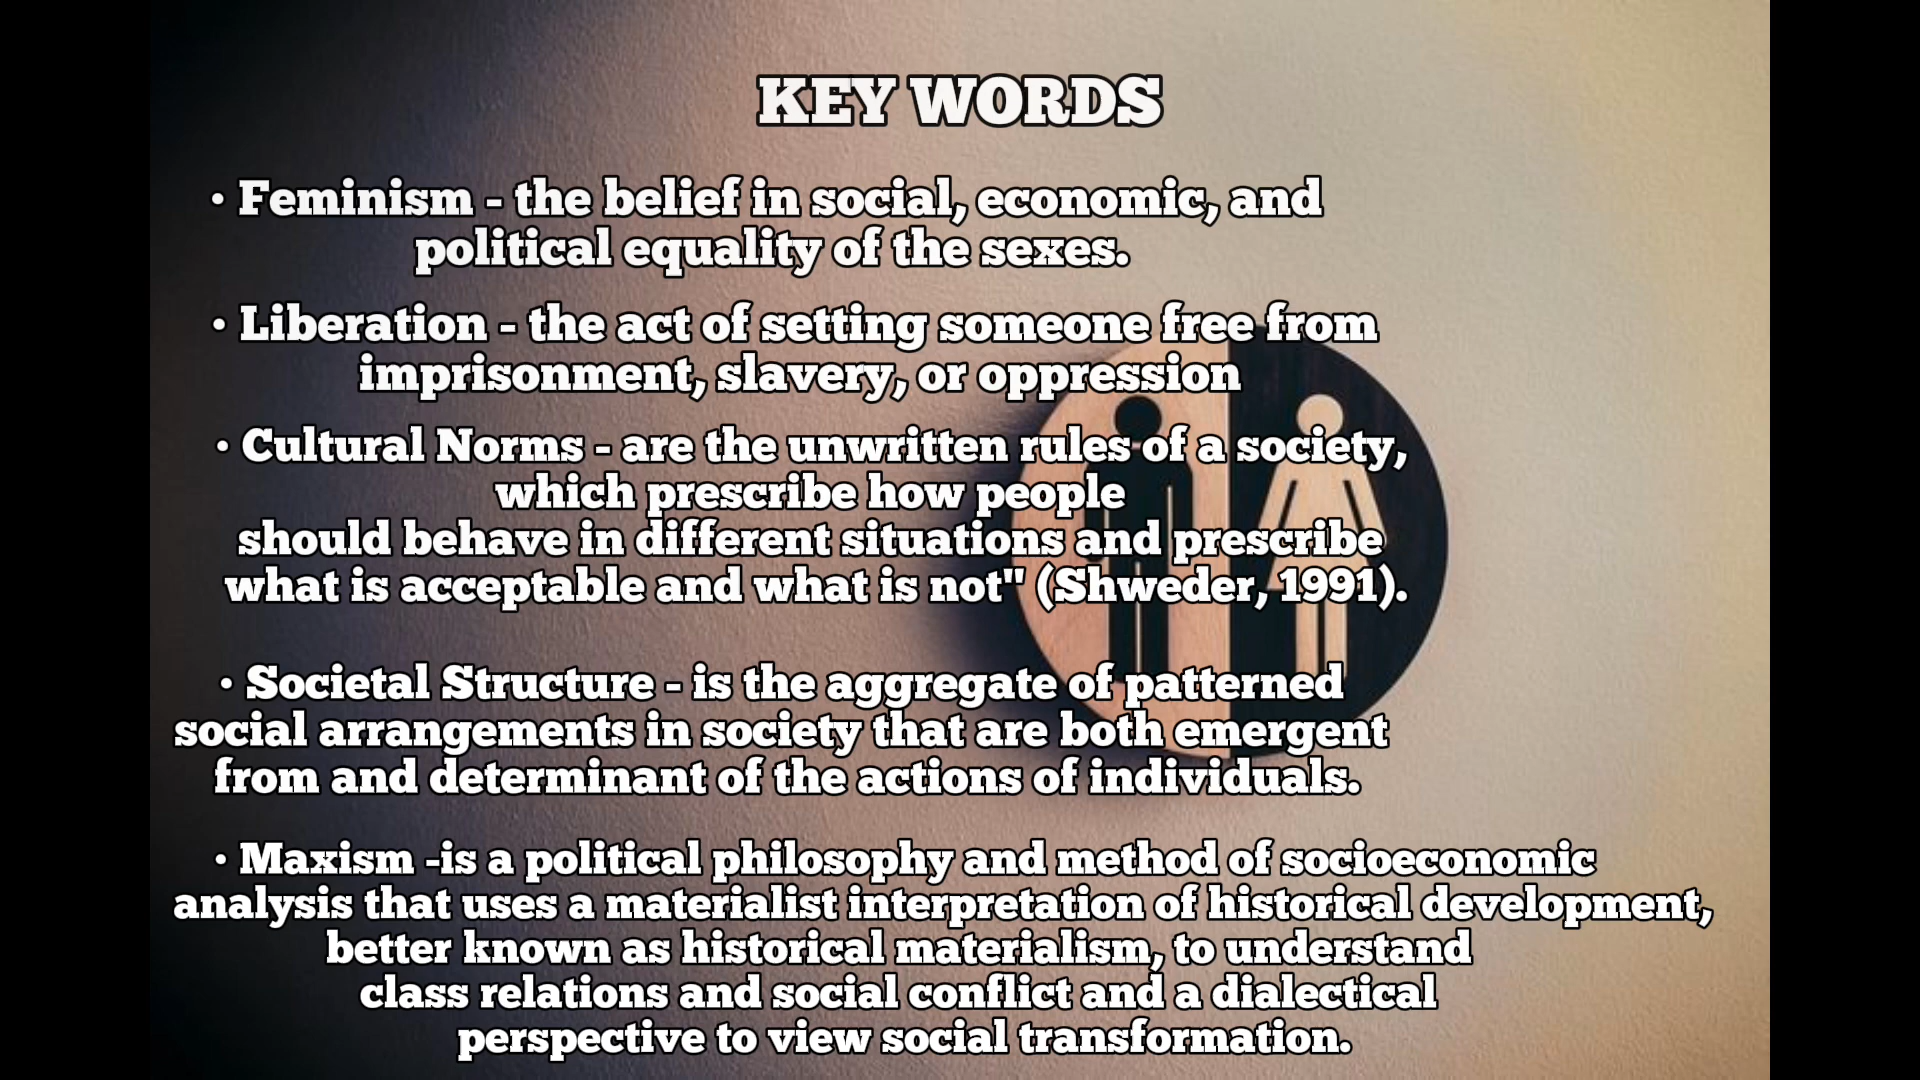 KEY WORDS
• Feminism - the belief in social, economic, and
political equality of the sexes.
• Liberation - the act of setting someone free from
imprisonment, slavery, or oppression
• Cultural Norms - are the unwritten rules of a society,
which prescribe how people
should behave in different situations and prescribe
what is acceptable and what is not" (Shweder, 1991).
• Societal Structure - is the aggregate of patterned
social arrangements in society that are both emergent
from and determinant of the actions of individuals.
• Maxism -is a political philosophy and method of socioeconomic
analysis that uses a materialist interpretation of historical development,
better known as historical materialism, to understand
class relations and social conflict and a dialectical
perspective to view social transformation.